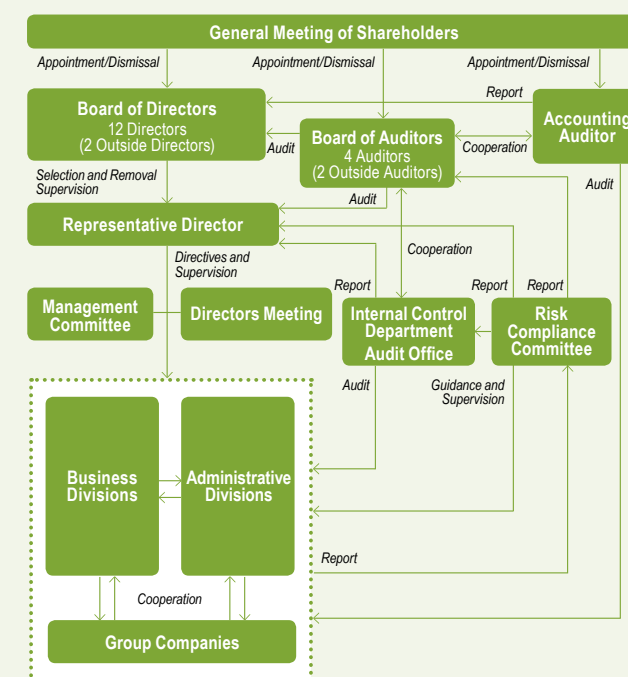 General Meeting of Shareholders
Appointment/Dismissal
Appointment/Dismissal
Appointment/Dismissal
Report
Board of Directors
12 Directors
(2 Outside Directors)
Audit
Board of Auditors
4 Auditors
(2 Outside Auditors)
Cooperation
Accounting
Auditor
Selection and Removal
Supervision
Audit
Audit
Representative Director
Cooperation
Directives and
Supervision
Report
Report
Report
Management
Committee
Directors Meeting
Internal Control
Department
Audit Office
Risk
Compliance
Committee
Audit
Guidance and
Supervision
Business
Divisions
Administrative
Divisions
Report
Cooperation
Group Companies